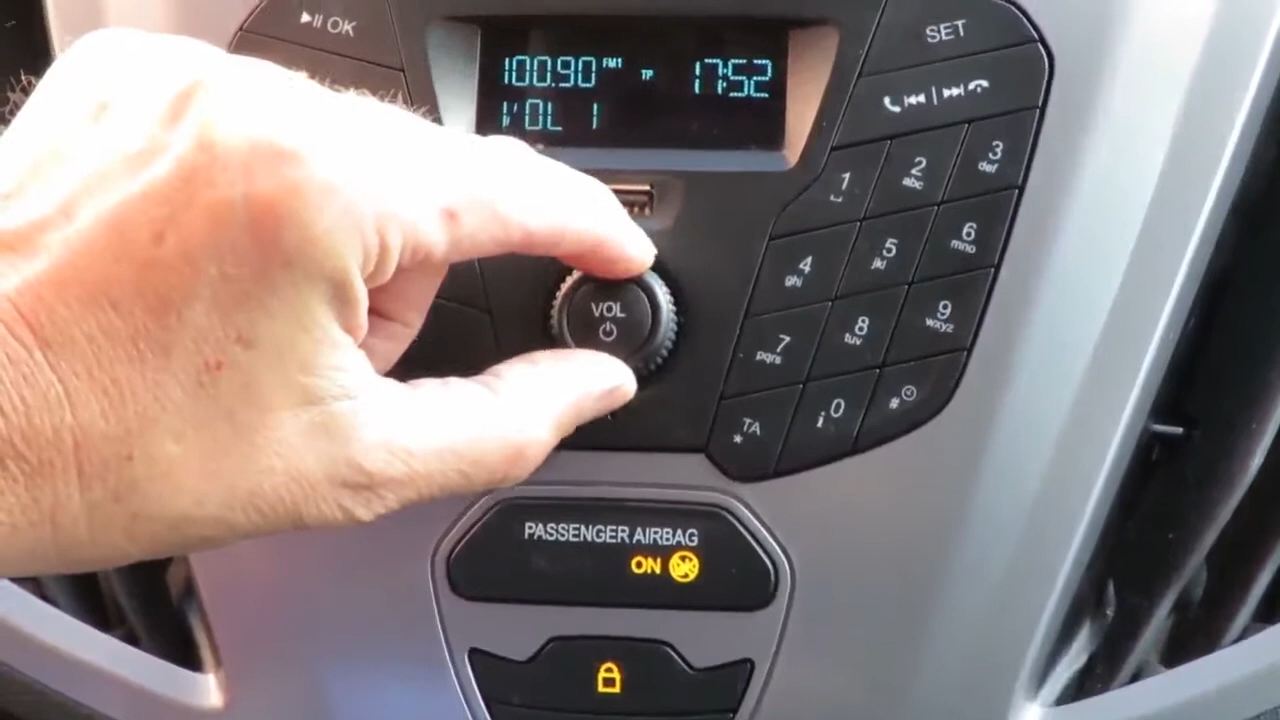 OK
100.90 FM1 TP 17:52
VOL 1
SET
1
2 abc
3 def
4 ghi
5 jkl
6 mno
VOL
7 pqrs
8 tuv
9 wxyz
TA *
i 0
#
PASSENGER AIRBAG
ON